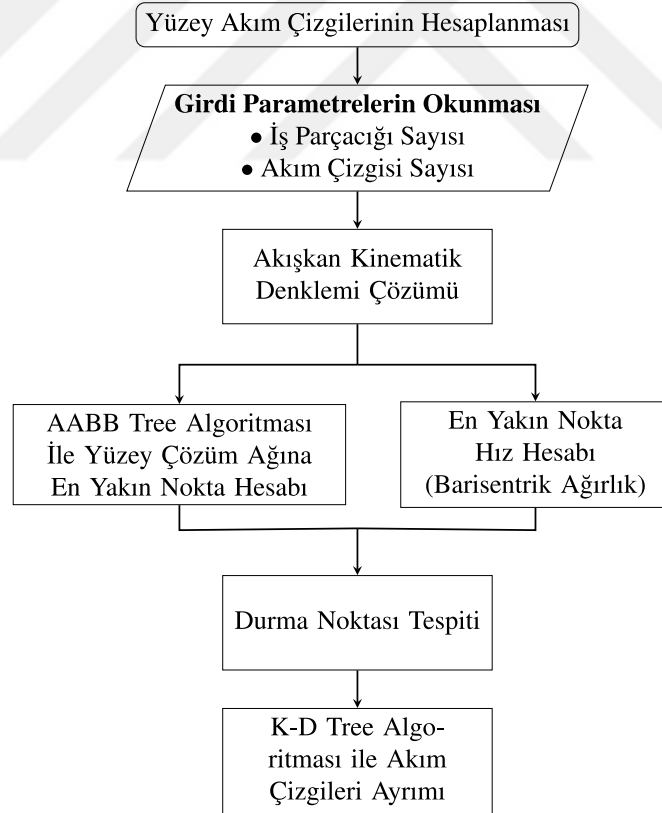 Yüzey Akım Çizgilerinin Hesaplanması
Girdi Parametrelerin Okunması
• İş Parçacığı Sayısı
• Akım Çizgisi Sayısı
Akışkan Kinematik
Denklemi Çözümü
AABB Tree Algoritması
İle Yüzey Çözüm Ağına
En Yakın Nokta Hesabı
En Yakın Nokta
Hız Hesabı
(Barisentrik Ağırlık)
Durma Noktası Tespiti
K-D Tree Algo-
ritması ile Akım
Çizgileri Ayrımı